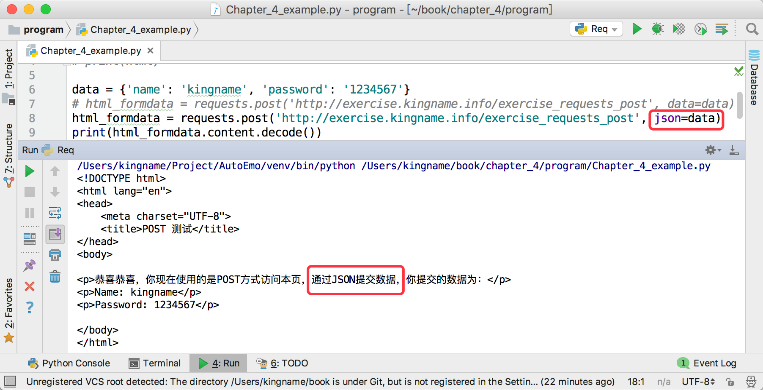 Chapter_4_example.py - program - [~/book/chapter_4/program]
program Chapter_4_example.py Req
Chapter_4_example.py
1: Project
Database
5
6 data = {'name': 'kingname', 'password': '1234567'}
7 # html_formdata = requests.post('http://exercise.kingname.info/exercise_requests_post', data=data)
8 html_formdata = requests.post('http://exercise.kingname.info/exercise_requests_post', json=data)
9 print(html_formdata.content.decode())
Z: Structure
Run Req
/Users/kingname/Project/AutoEmo/venv/bin/python /Users/kingname/book/chapter_4/program/Chapter_4_example.py
<!DOCTYPE html>
<html lang="en">
<head>
<meta charset="UTF-8">
<title>POST 测试</title>
</head>
<body>
<p>恭喜恭喜，你现在使用的是POST方式访问本页，通过JSON提交数据，你提交的数据为：</p>
<p>Name: kingname</p>
<p>Password: 1234567</p>
</body>
</html>
2: Favorites
Python Console Terminal 4: Run 6: TODO 1 Event Log
Unregistered VCS root detected: The directory /Users/kingname/book is under Git, but is not registered in the Settin... (22 minutes ago) 18:1 n/a UTF-8